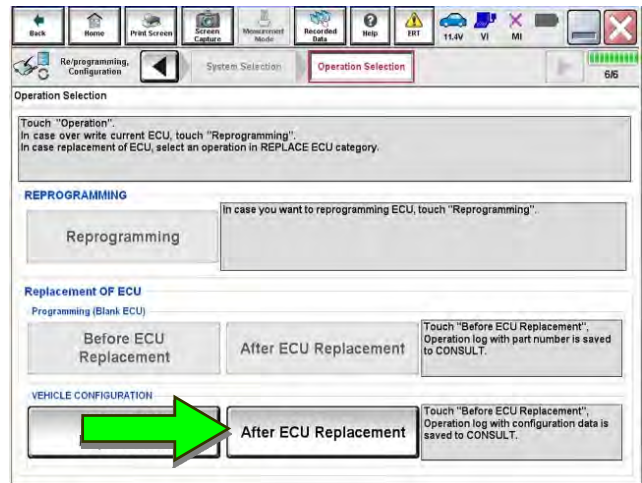 Back
Home
Print Screen
Screen Capture
Measurement Mode
Recorded Data
Help
ERT
11.4V
VI
MI
Re/programming, Configuration
System Selection
Operation Selection
6/6
Operation Selection
Touch "Operation".
In case over write current ECU, touch "Reprogramming".
In case replacement of ECU, select an operation in REPLACE ECU category.
REPROGRAMMING
Reprogramming
In case you want to reprogramming ECU, touch "Reprogramming".
Replacement OF ECU
Programming (Blank ECU)
Before ECU
Replacement
After ECU Replacement
Touch "Before ECU Replacement",
Operation log with part number is saved
to CONSULT.
VEHICLE CONFIGURATION
After ECU Replacement
Touch "Before ECU Replacement",
Operation log with configuration data is
saved to CONSULT.